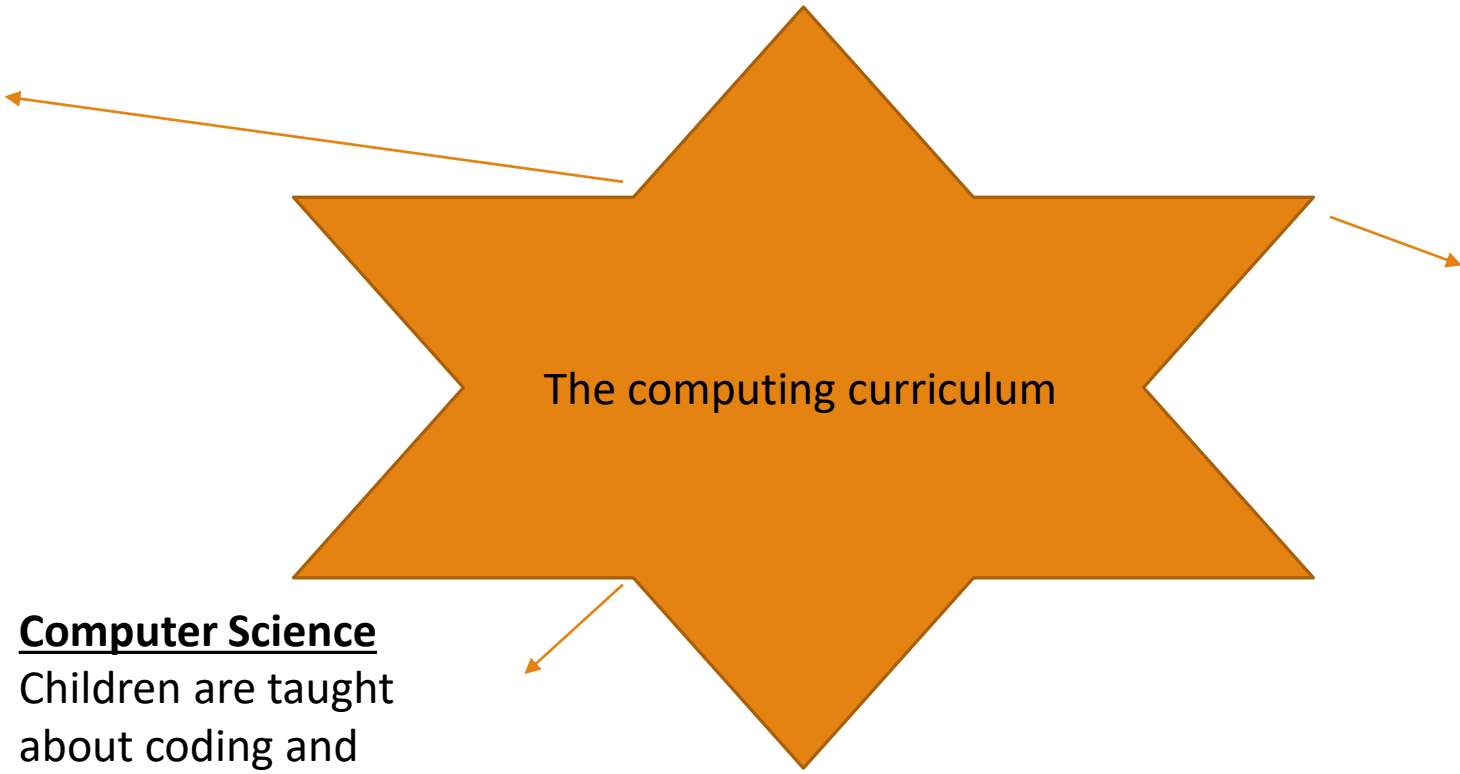 The computing curriculum
Computer Science
Children are taught
about coding and